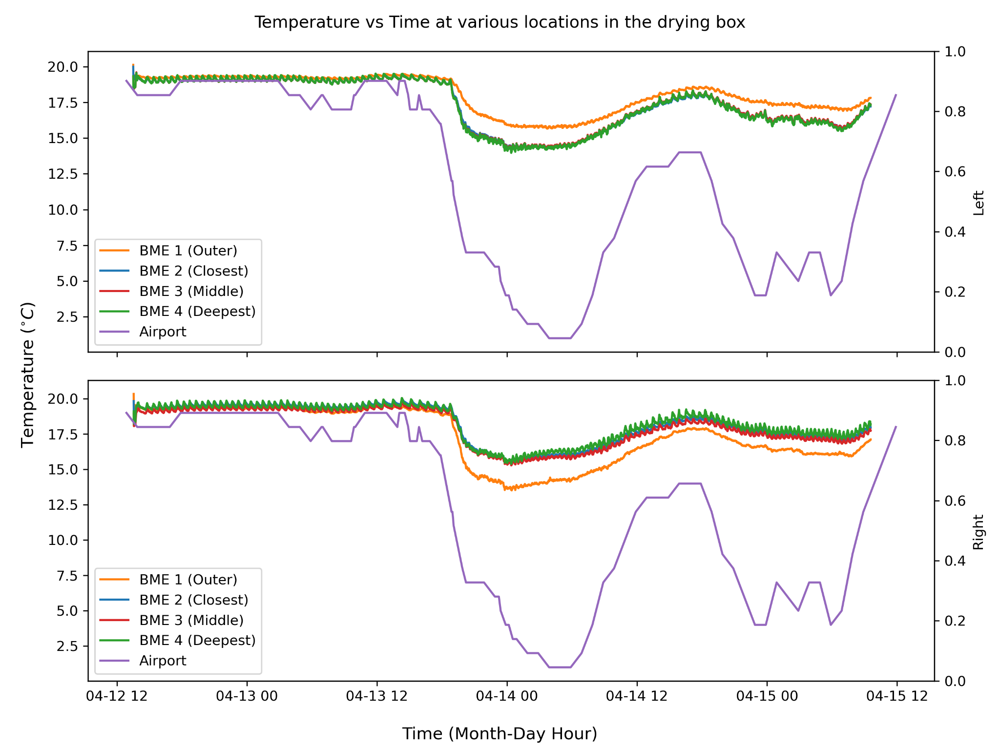 Temperature vs Time at various locations in the drying box
Temperature (°C)
20.0
17.5
15.0
12.5
10.0
7.5
5.0
2.5
BME 1 (Outer)
BME 2 (Closest)
BME 3 (Middle)
BME 4 (Deepest)
Airport
1.0
0.8
0.6
0.4
0.2
0.0
Left
20.0
17.5
15.0
12.5
10.0
7.5
5.0
2.5
BME 1 (Outer)
BME 2 (Closest)
BME 3 (Middle)
BME 4 (Deepest)
Airport
1.0
0.8
0.6
0.4
0.2
0.0
Right
04-12 12 04-13 00 04-13 12 04-14 00 04-14 12 04-15 00 04-15 12
Time (Month-Day Hour)